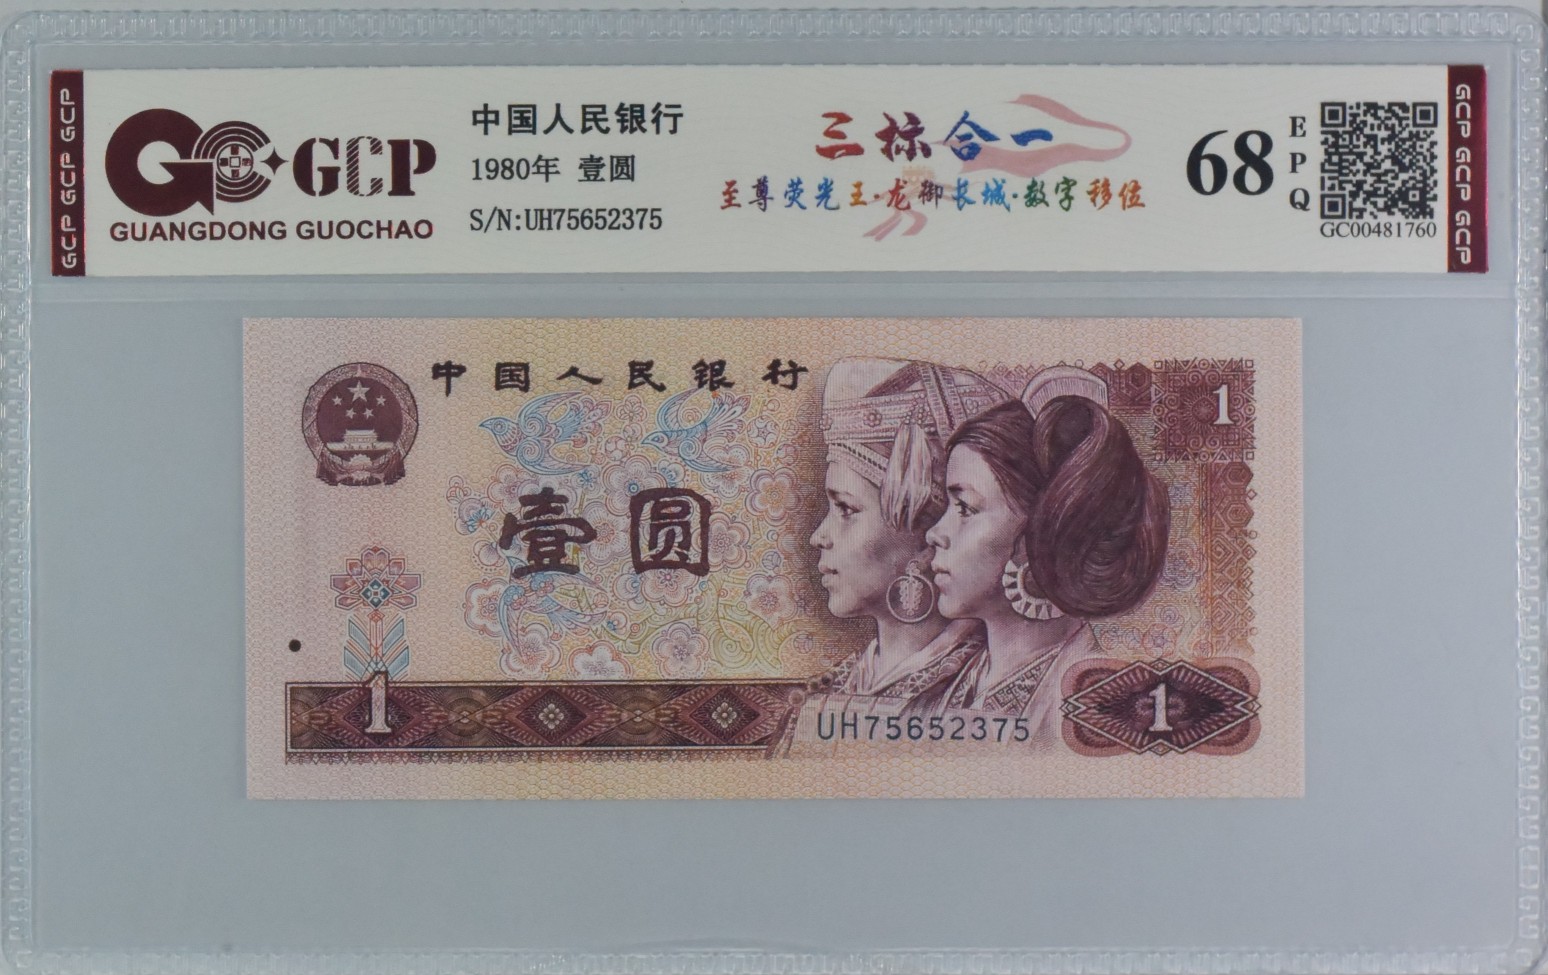 GCP GCP GCP
GCP
GUANGDONG GUOCHAO
中国人民银行
1980年 壹圆
S/N:UH75652375
三标合一
至尊荧光王·龙御长城·数字移位
68
EPQ
GC00481760
GCP GCP GCP
中国人民银行
1
壹圆
1
UH75652375
1